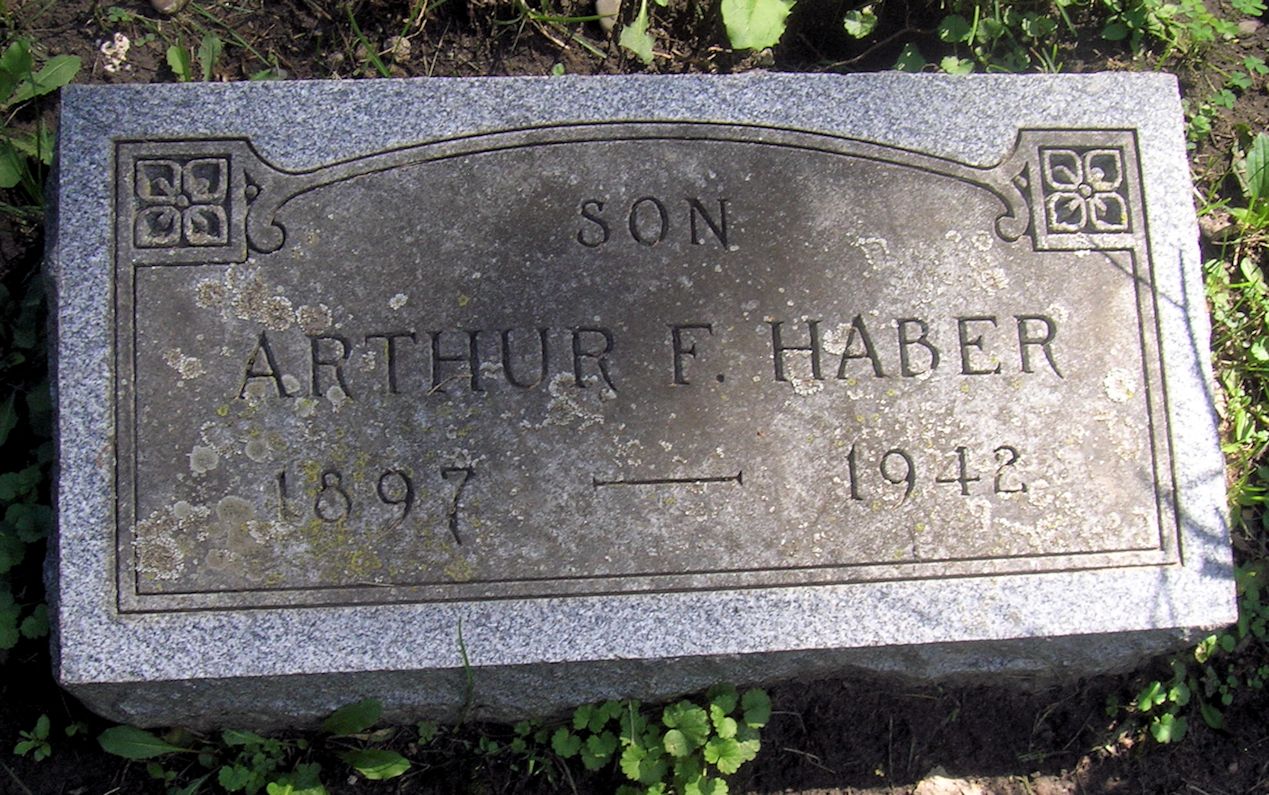 SON
ARTHUR F. HABER
1897 — 1942